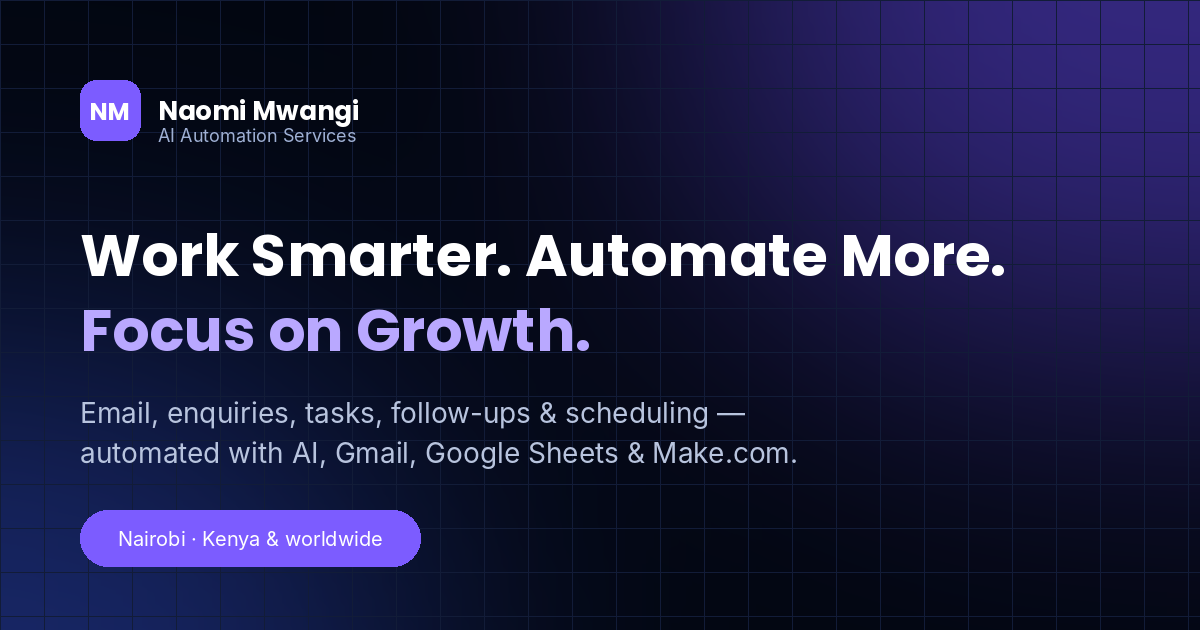 NM
Naomi Mwangi
AI Automation Services
Work Smarter. Automate More.
Focus on Growth.
Email, enquiries, tasks, follow-ups & scheduling —
automated with AI, Gmail, Google Sheets & Make.com.
Nairobi · Kenya & worldwide